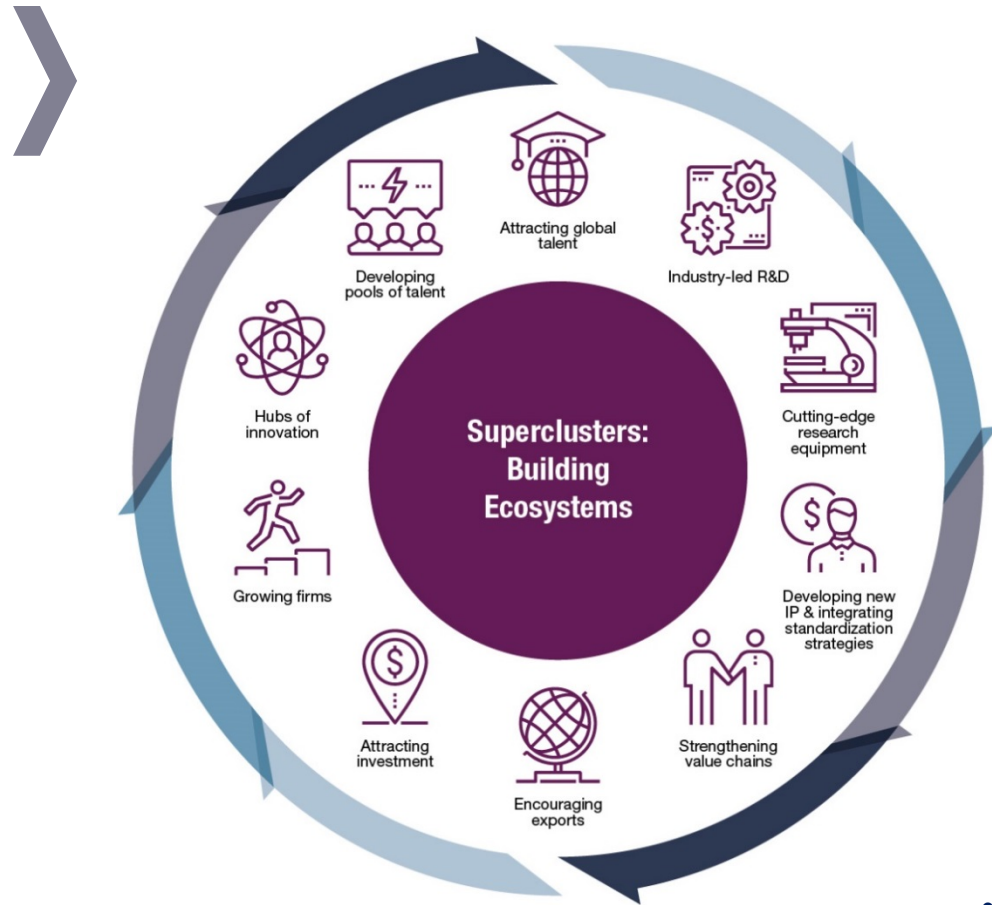 Attracting global
talent
Industry-led R&D
Cutting-edge
research
equipment
Developing new
IP & integrating
standardization
strategies
Strengthening
value chains
Encouraging
exports
Attracting
investment
Growing firms
Hubs of
innovation
Developing
pools of talent
Superclusters:
Building
Ecosystems